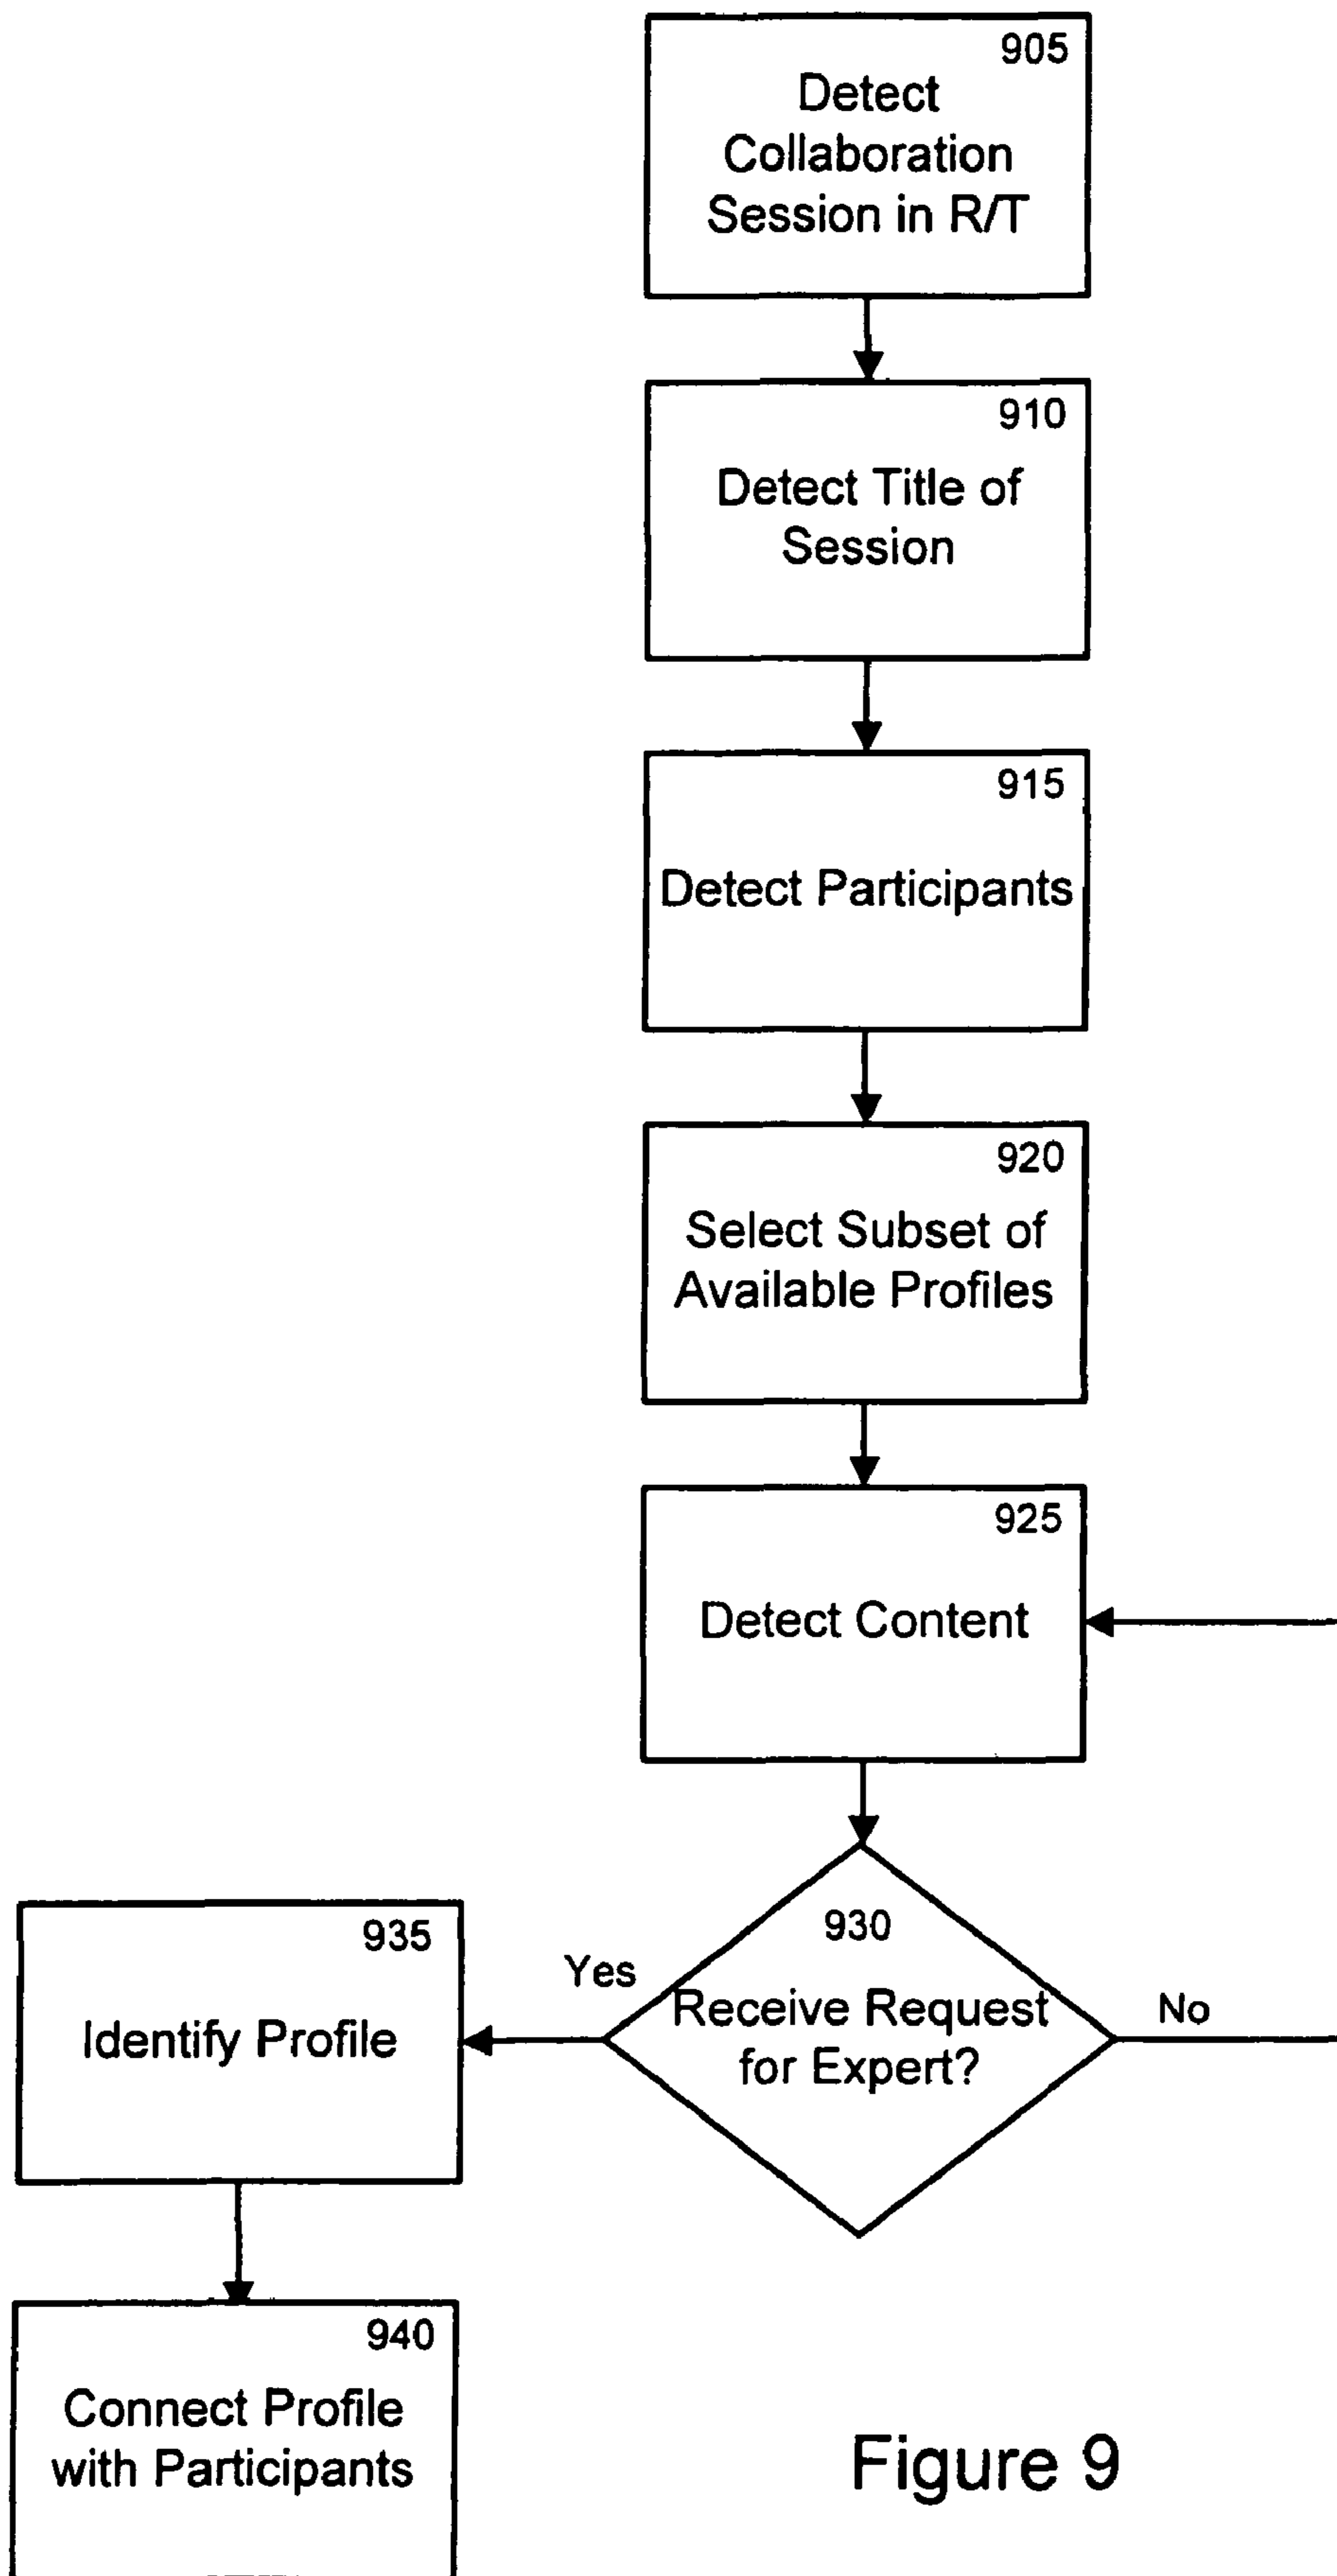 905
Detect
Collaboration
Session in R/T
910
Detect Title of
Session
915
Detect Participants
920
Select Subset of
Available Profiles
925
Detect Content
930
Receive Request
for Expert?
Yes
No
935
Identify Profile
940
Connect Profile
with Participants
Figure 9